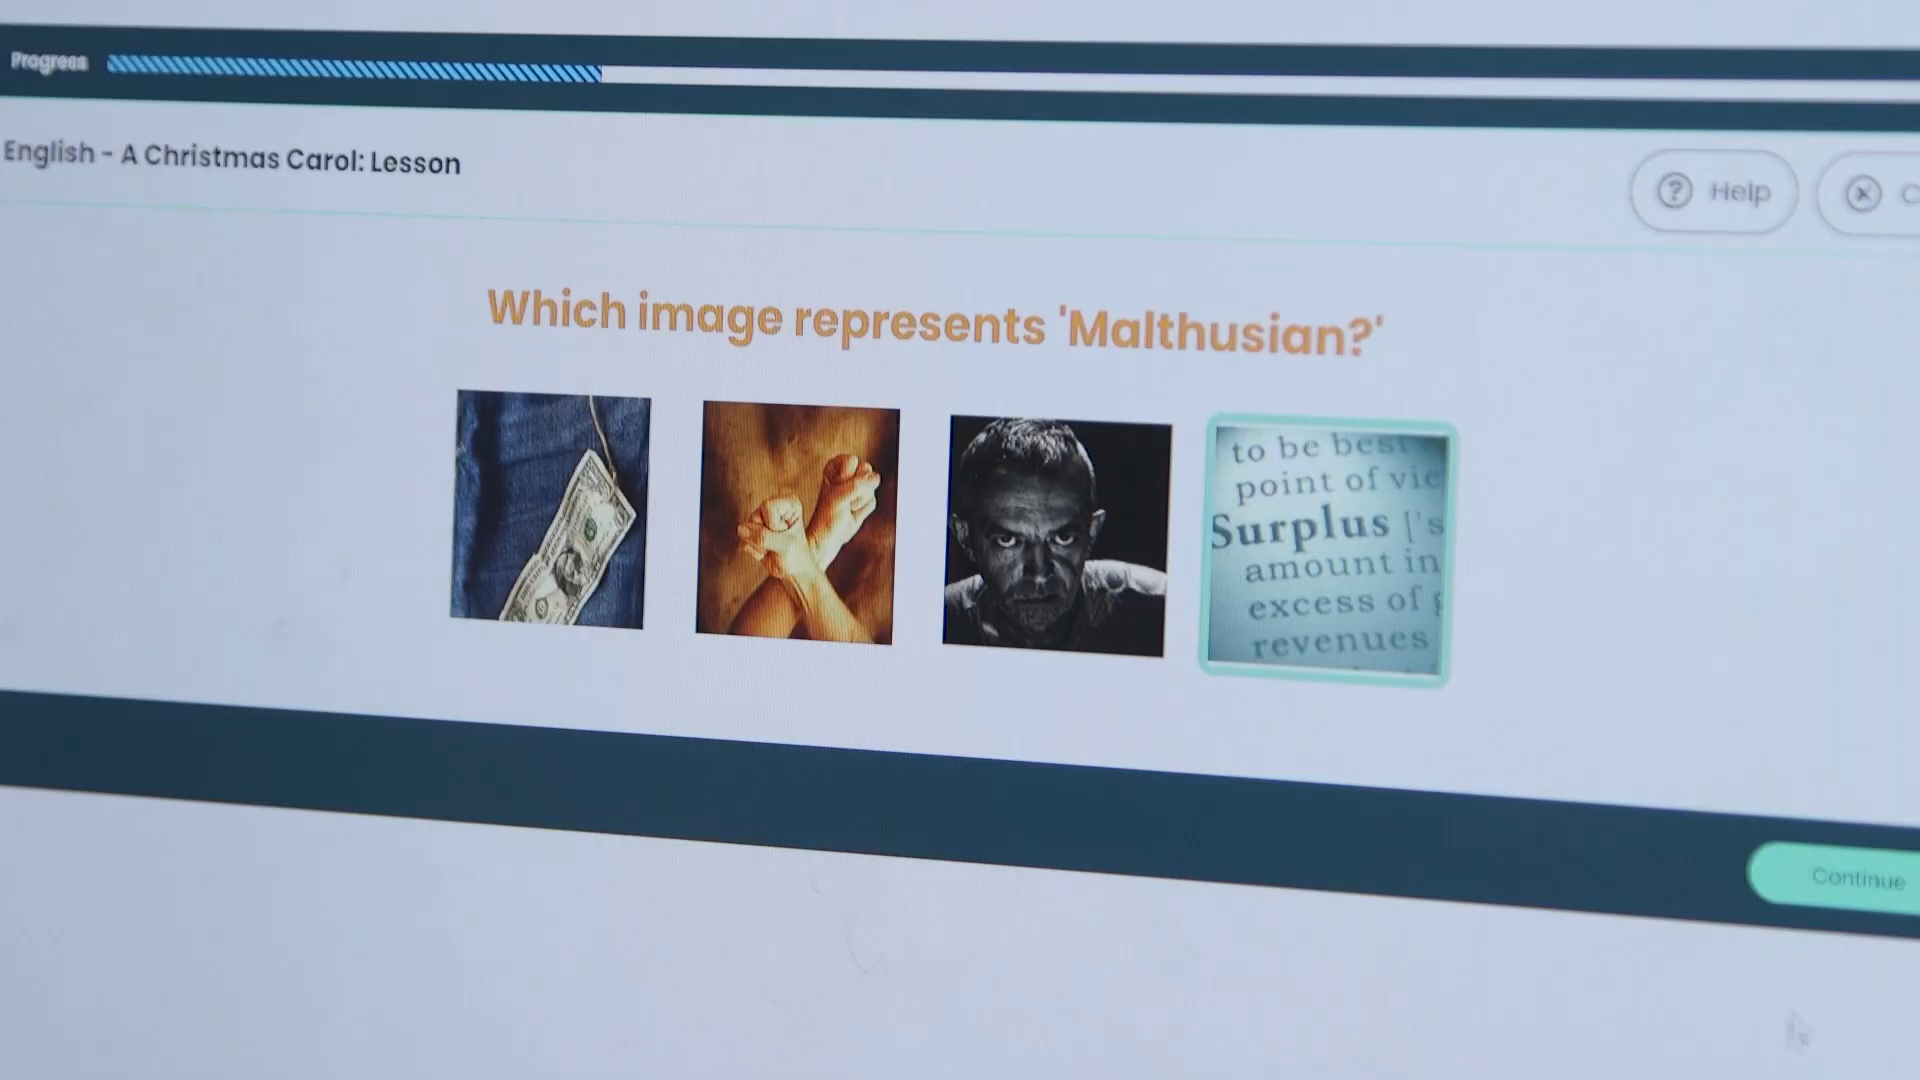 Progress
English - A Christmas Carol: Lesson
Help
Which image represents 'Malthusian?'
to be best
point of vie
Surplus ['s
amount in
excess of
revenues
Continue